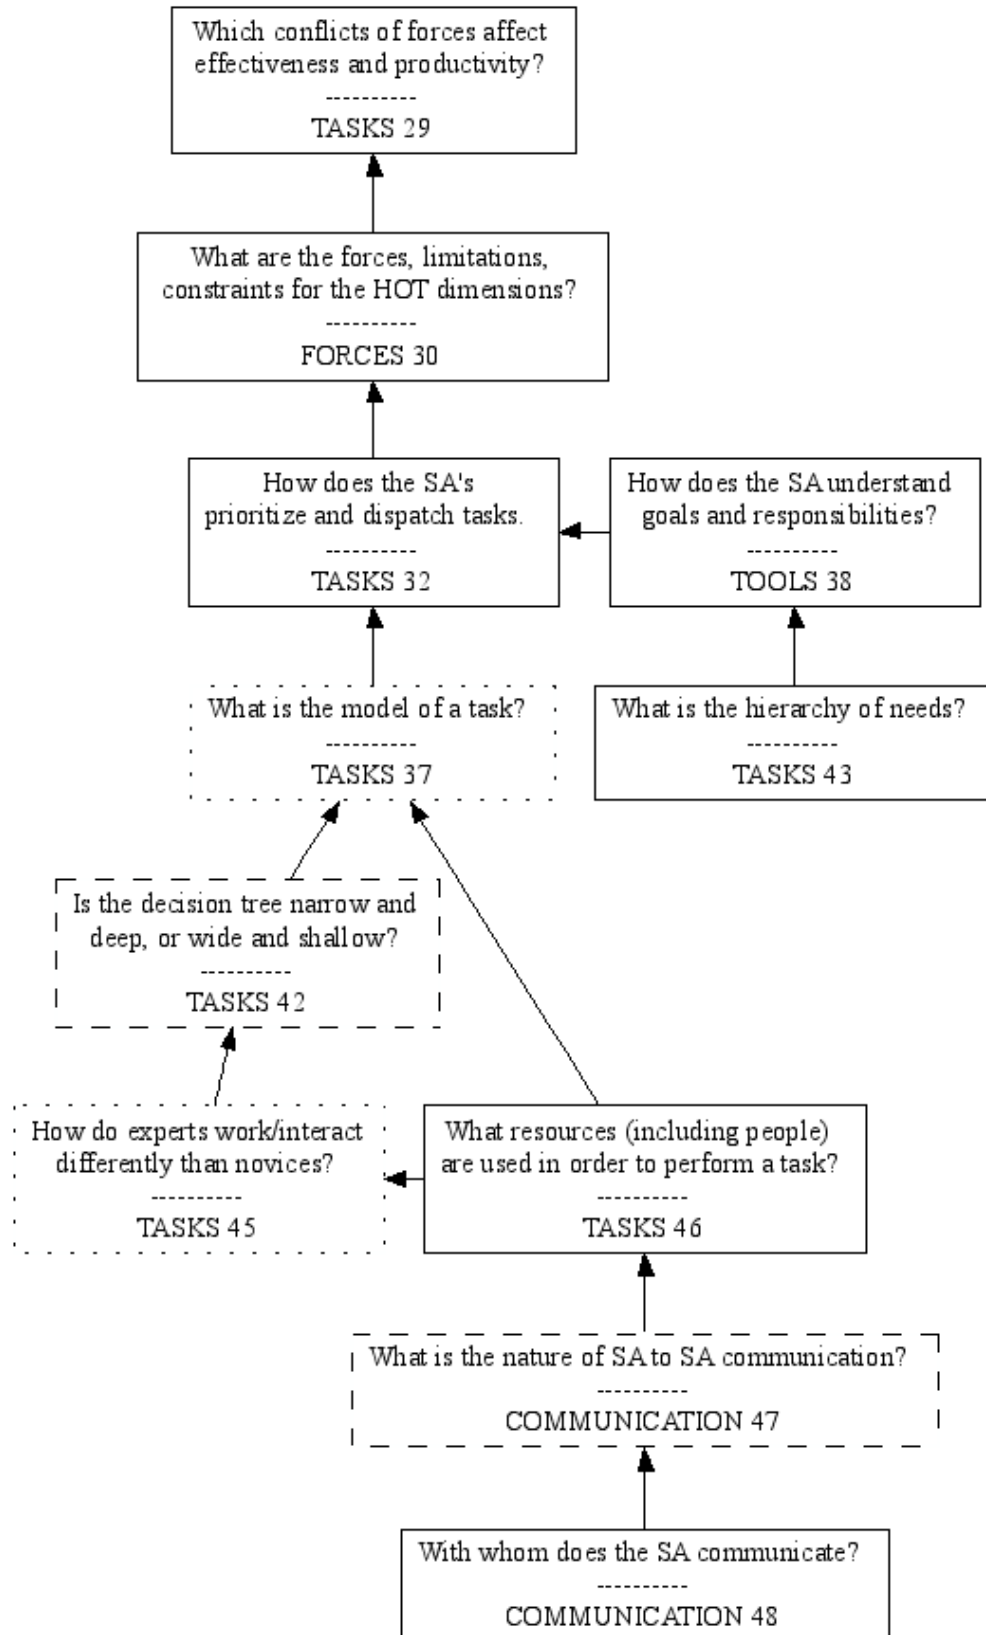 Which conflicts of forces affect
effectiveness and productivity?
----------
TASKS 29
What are the forces, limitations,
constraints for the HOT dimensions?
----------
FORCES 30
How does the SA's
prioritize and dispatch tasks.
----------
TASKS 32
How does the SA understand
goals and responsibilities?
----------
TOOLS 38
What is the model of a task?
----------
TASKS 37
What is the hierarchy of needs?
----------
TASKS 43
Is the decision tree narrow and
deep, or wide and shallow?
----------
TASKS 42
How do experts work/interact
differently than novices?
----------
TASKS 45
What resources (including people)
are used in order to perform a task?
----------
TASKS 46
What is the nature of SA to SA communication?
----------
COMMUNICATION 47
With whom does the SA communicate?
----------
COMMUNICATION 48